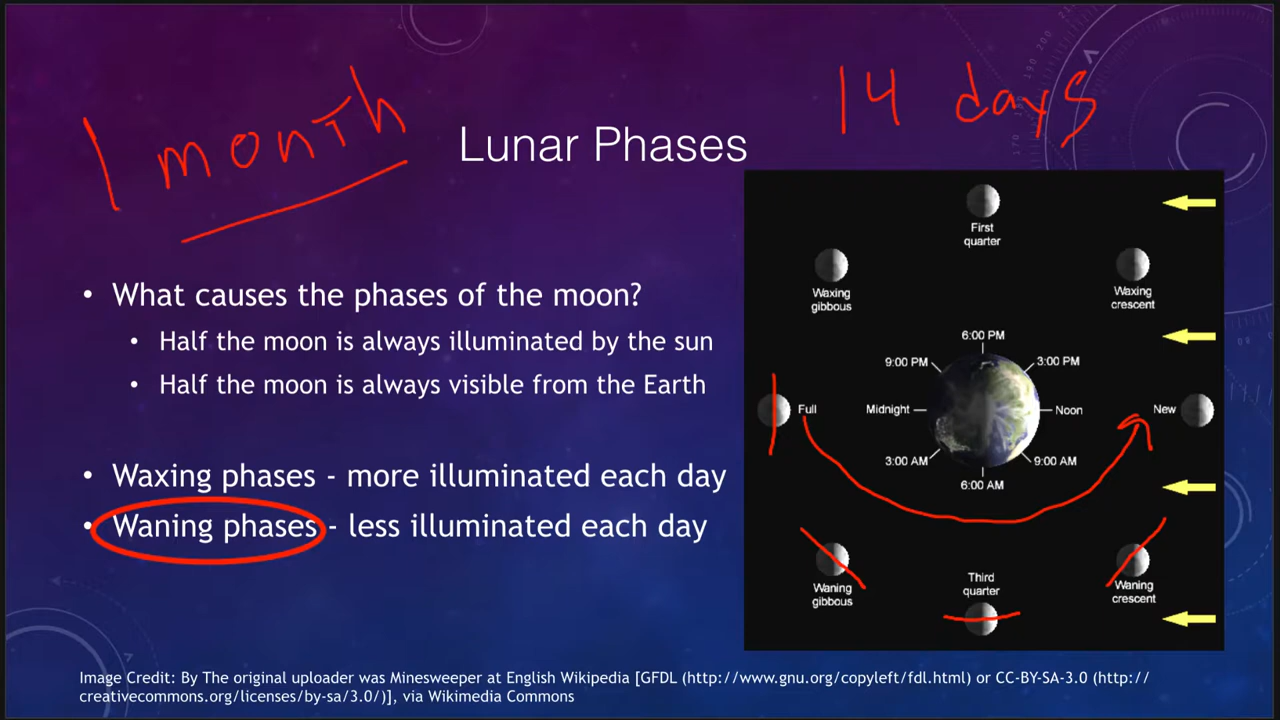 1 month
14 days
Lunar Phases
• What causes the phases of the moon?
• Half the moon is always illuminated by the sun
• Half the moon is always visible from the Earth
• Waxing phases - more illuminated each day
• Waning phases - less illuminated each day
First
quarter
Waxing
gibbous
Waxing
crescent
6:00 PM
9:00 PM
3:00 PM
Full
Midnight
Noon
New
3:00 AM
9:00 AM
6:00 AM
Waning
gibbous
Third
quarter
Waning
crescent
Image Credit: By The original uploader was Minesweeper at English Wikipedia [GFDL (http://www.gnu.org/copyleft/fdl.html) or CC-BY-SA-3.0 (http://
creativecommons.org/licenses/by-sa/3.0/)], via Wikimedia Commons